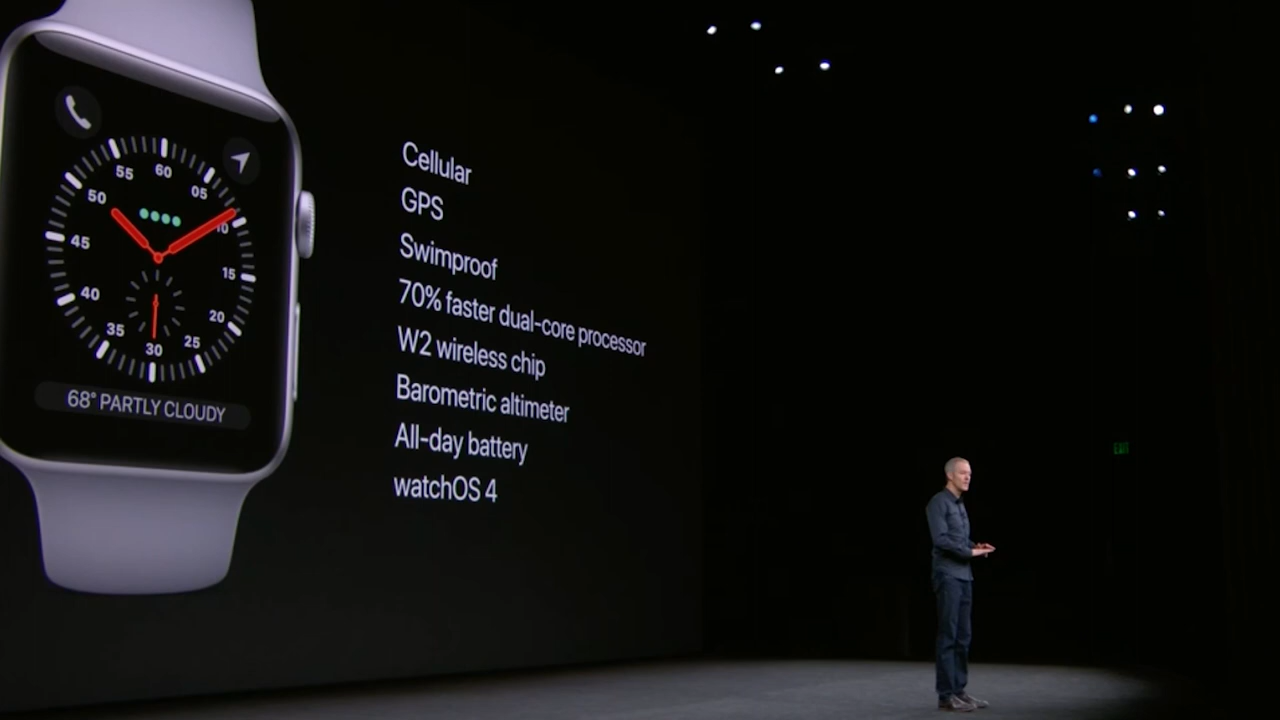 60
55
05
50
10
45
15
40
20
35
25
30
68° PARTLY CLOUDY
Cellular
GPS
Swimproof
70% faster dual-core processor
W2 wireless chip
Barometric altimeter
All-day battery
watchOS 4
EXIT